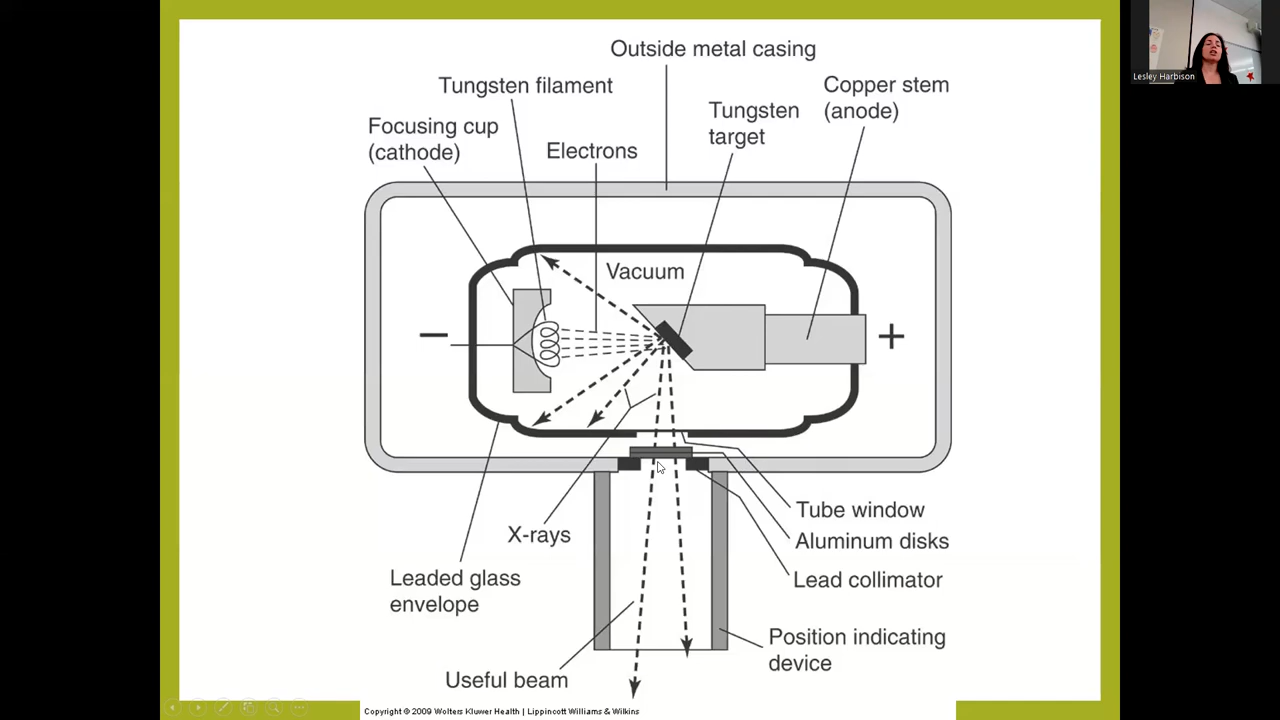 Outside metal casing
Tungsten filament
Copper stem
(anode)
Tungsten
target
Focusing cup
(cathode)
Electrons
Vacuum
−
+
X-rays
Tube window
Aluminum disks
Lead collimator
Leaded glass
envelope
Position indicating
device
Useful beam
Copyright © 2009 Wolters Kluwer Health | Lippincott Williams & Wilkins
Lesley Harbison